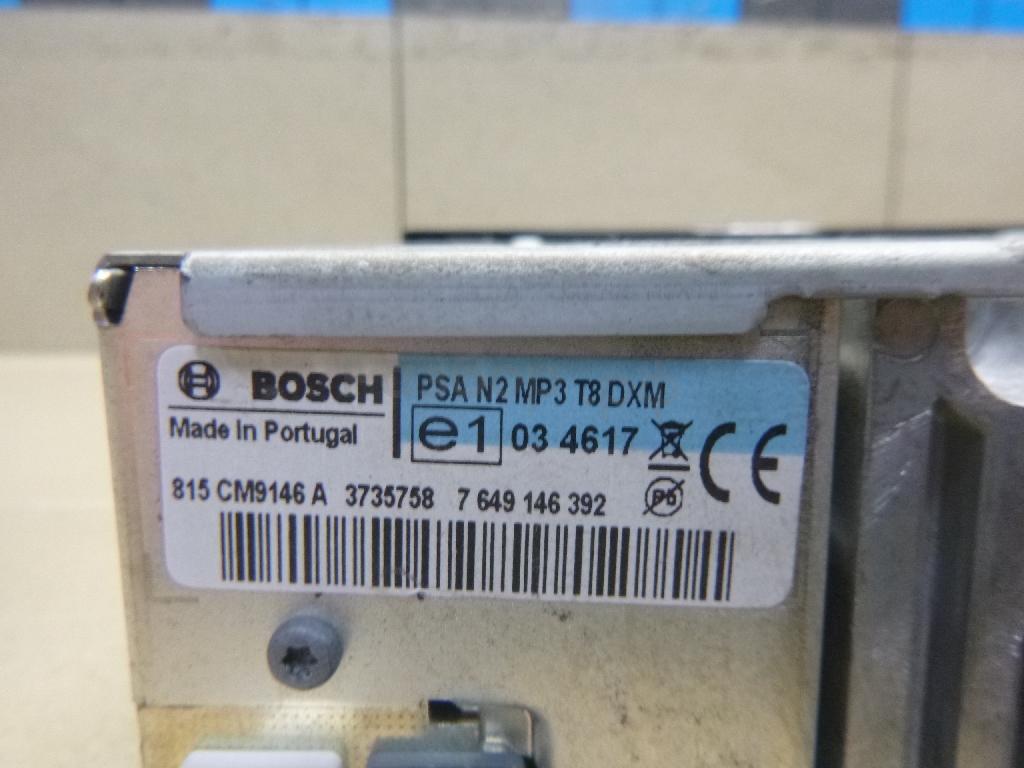 BOSCH
Made In Portugal
PSA N2 MP3 T8 DXM
e1 03 4617 CE
815 CM9146 A 3735758 7 649 146 392 Pb